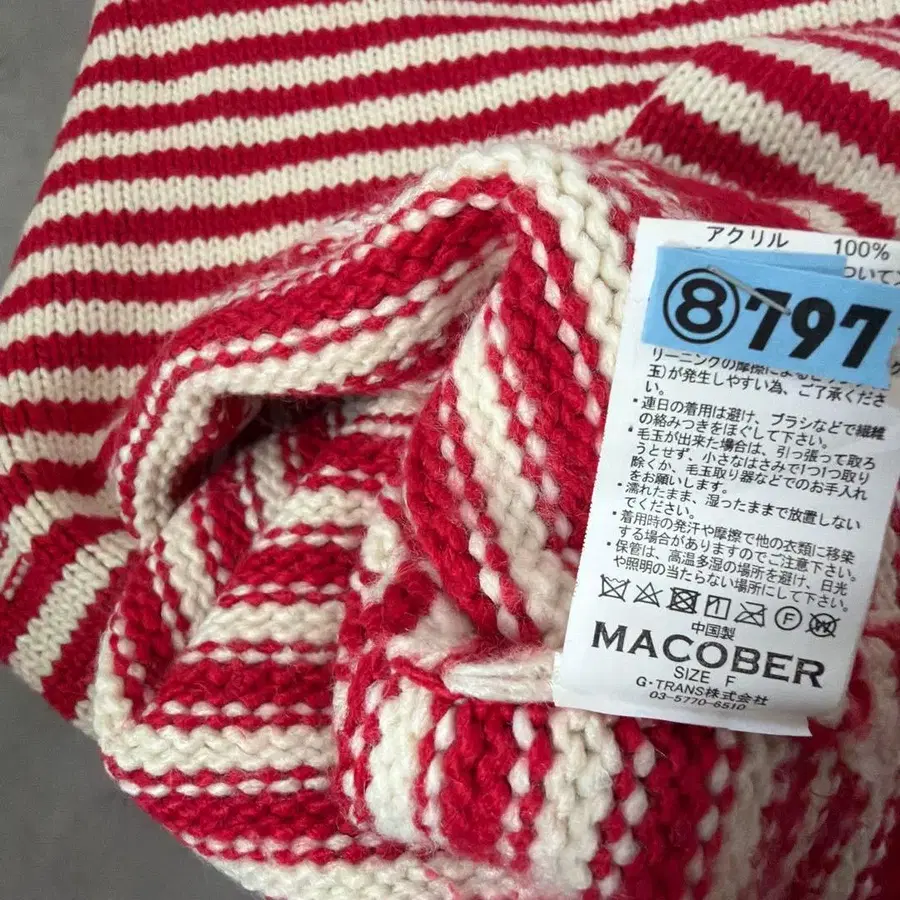 アクリル 100%
ついて
⑧797
リーニングの摩擦による
玉)が発生しやすい為、ご了承くださ
い。
・連日の着用は避け、ブラシなどで繊維
の絡みつきをほぐして下さい。
・毛玉が出来た場合は、引っ張って取ろ
うとせず、小さなはさみで1つ1つ取り
除くか、毛玉取り器などでのお手入れ
をお願いします。
・濡れたまま、湿ったままで放置しない
でください。
・着用時の発汗や摩擦で他の衣類に移染
する場合がありますのでご注意下さい。
・保管は、高温多湿の場所を避け、日光
や照明の当たらない場所にして下さい。
中国製
MACOBER
SIZE F
G・TRANS株式会社
03-5770-6510